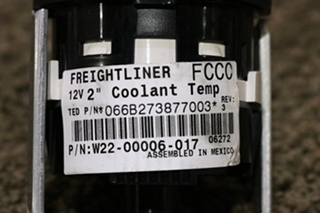 FREIGHTLINER FCCC
12V 2" Coolant Temp
TED P/N* 066B273877003* REV: 3
06272
P/N: W22-00006-017
ASSEMBLED IN MEXICO